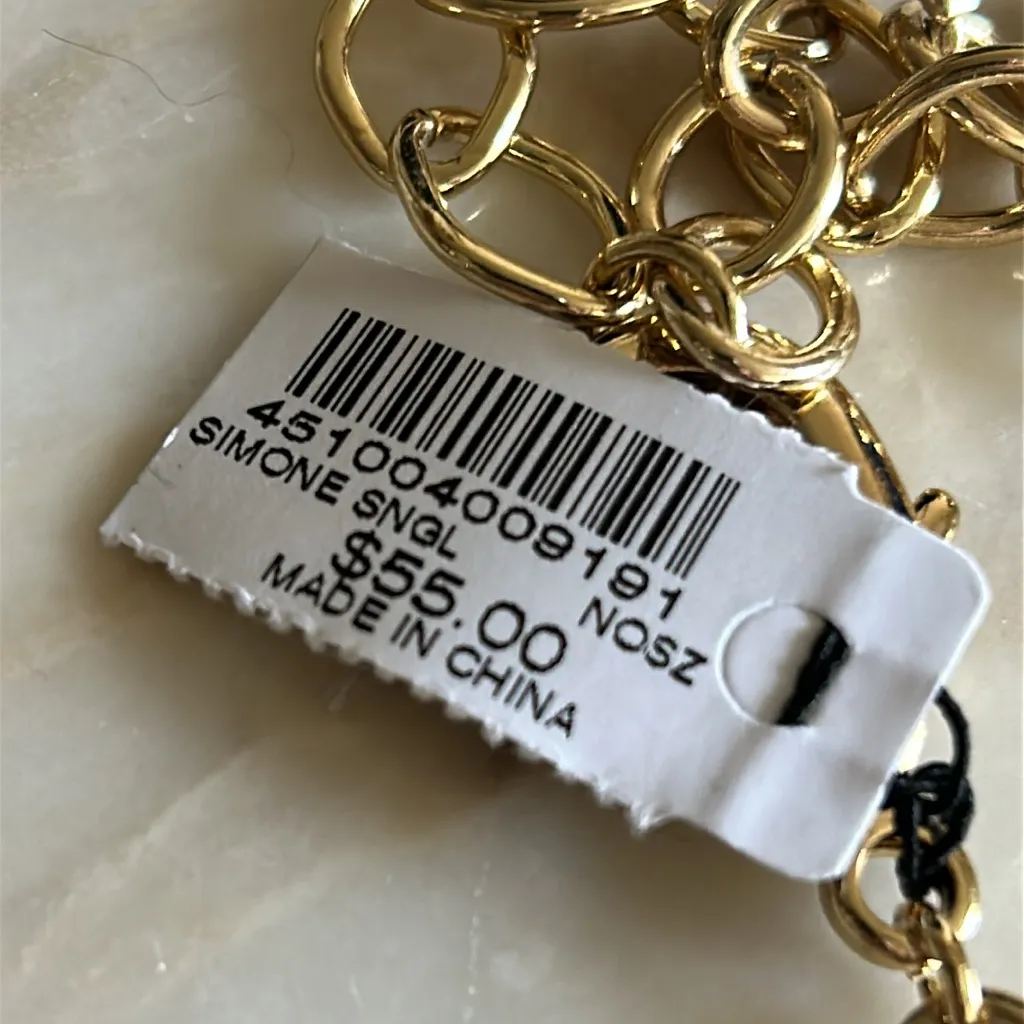 451004009191
SIMONE SNGL NOSZ
$55.00
MADE IN CHINA